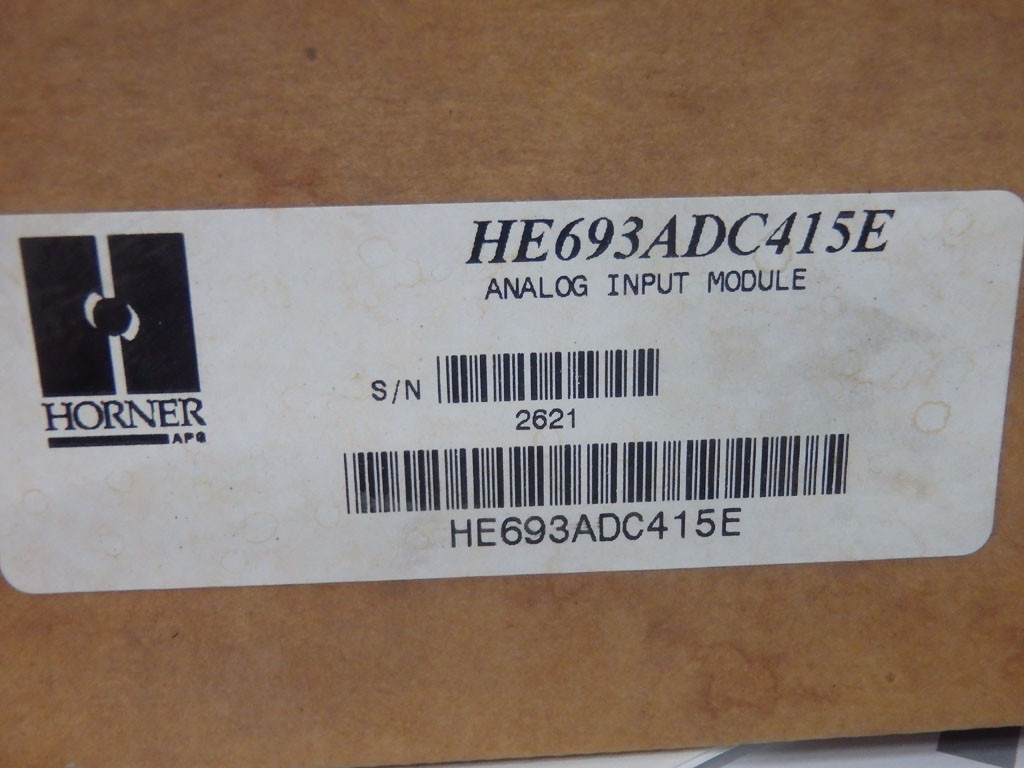 HE693ADC415E
ANALOG INPUT MODULE
S/N
2621
HORNER
APG
HE693ADC415E